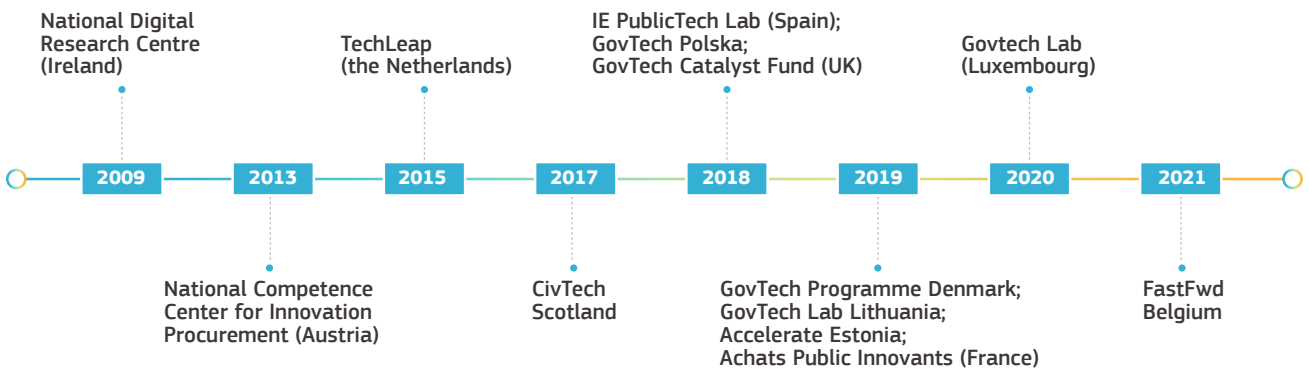 National Digital
Research Centre
(Ireland)
TechLeap
(the Netherlands)
IE PublicTech Lab (Spain);
GovTech Polska;
GovTech Catalyst Fund (UK)
Govtech Lab
(Luxembourg)
2009
2013
2015
2017
2018
2019
2020
2021
National Competence
Center for Innovation
Procurement (Austria)
CivTech
Scotland
GovTech Programme Denmark;
GovTech Lab Lithuania;
Accelerate Estonia;
Achats Public Innovants (France)
FastFwd
Belgium